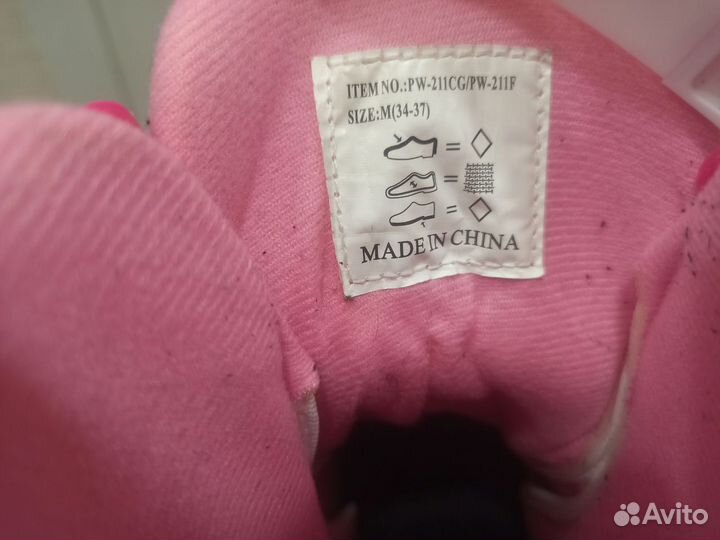 ITEM NO.:PW-211CG/PW-211F
SIZE:M(34-37)
=
=
=
MADE IN CHINA
Avito